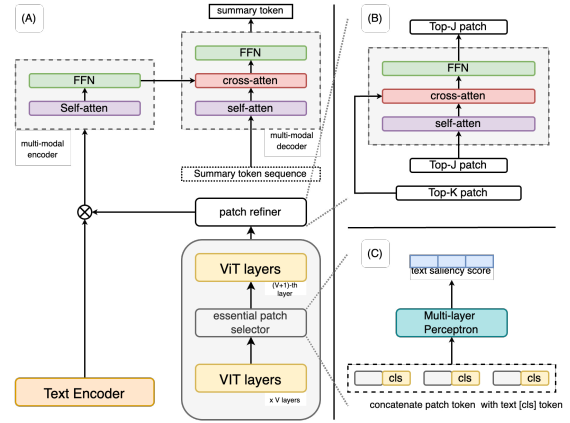 (A)
summary token
FFN
cross-atten
self-atten
FFN
Self-atten
multi-modal
encoder
multi-modal
decoder
Summary token sequence
patch refiner
ViT layers
(V+1)-th
layer
essential patch
selector
VIT layers
x V layers
Text Encoder
(B)
Top-J patch
FFN
cross-atten
self-atten
Top-J patch
Top-K patch
(C)
text saliency score
Multi-layer
Perceptron
cls
cls
cls
concatenate patch token with text [cls] token